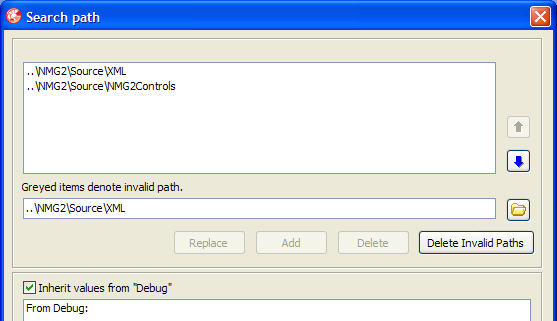 Search path
..\NMG2\Source\XML
..\NMG2\Source\NMG2Controls
Greyed items denote invalid path.
..\NMG2\Source\XML
Replace Add Delete Delete Invalid Paths
Inherit values from "Debug"
From Debug: